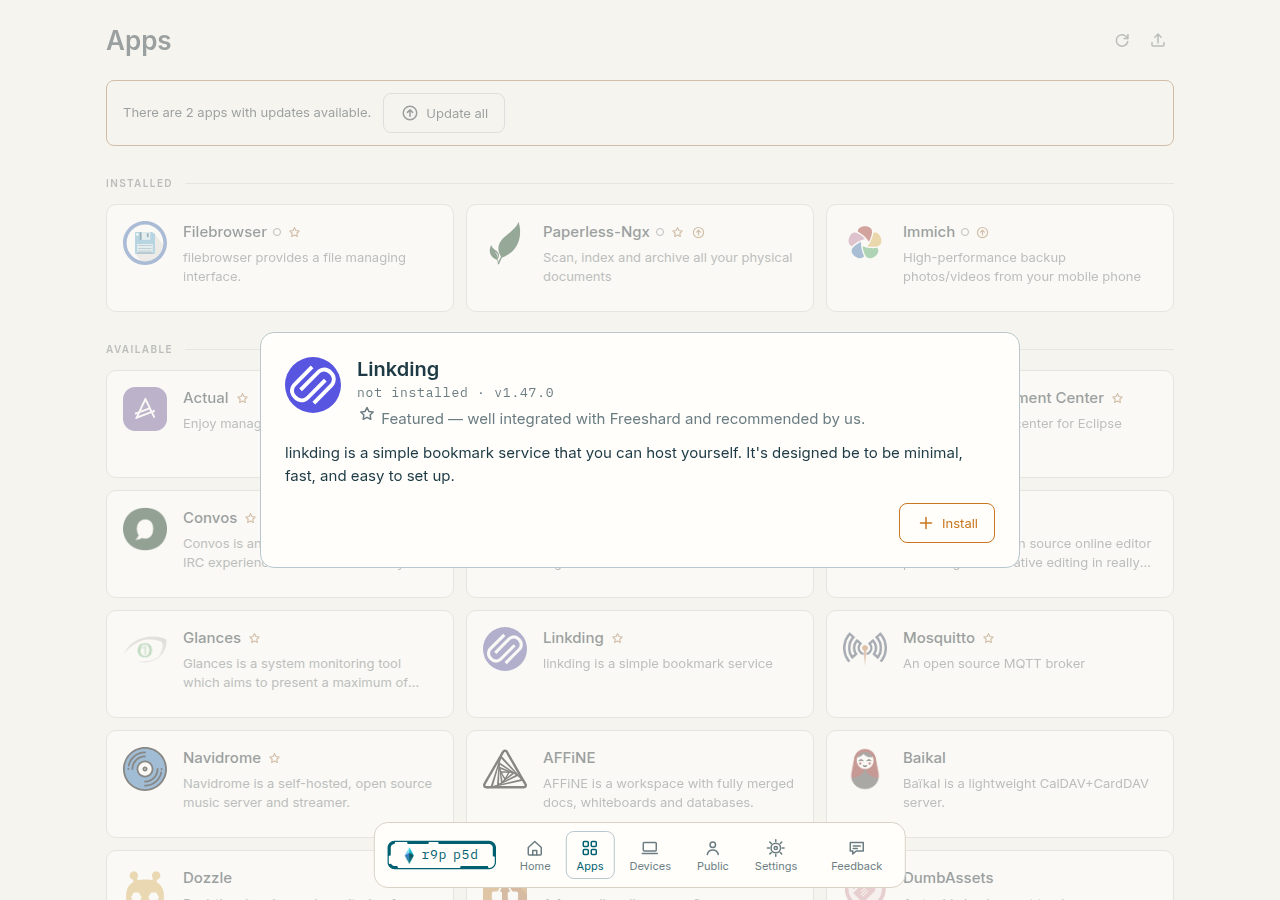 Apps
There are 2 apps with updates available.
Update all
INSTALLED
Filebrowser
filebrowser provides a file managing
interface.
Paperless-Ngx
Scan, index and archive all your physical
documents
Immich
High-performance backup
photos/videos from your mobile phone
AVAILABLE
Linkding
not installed · v1.47.0
Featured — well integrated with Freeshard and recommended by us.
linkding is a simple bookmark service that you can host yourself. It's designed be to be minimal,
fast, and easy to set up.
Install
Actual
Enjoy
Center
center for Eclipse
Convos
Convos is an
IRC
source online editor
editing in really...
Glances
Glances is a system monitoring tool
which aims to present a maximum of...
Linkding
linkding is a simple bookmark service
Mosquitto
An open source MQTT broker
Navidrome
Navidrome is a self-hosted, open source
music server and streamer.
AFFiNE
AFFiNE is a workspace with fully merged
docs, whiteboards and databases.
Baikal
Baïkal is a lightweight CalDAV+CardDAV
server.
Dozzle
DumbAssets
r9p p5d
Home
Apps
Devices
Public
Settings
Feedback